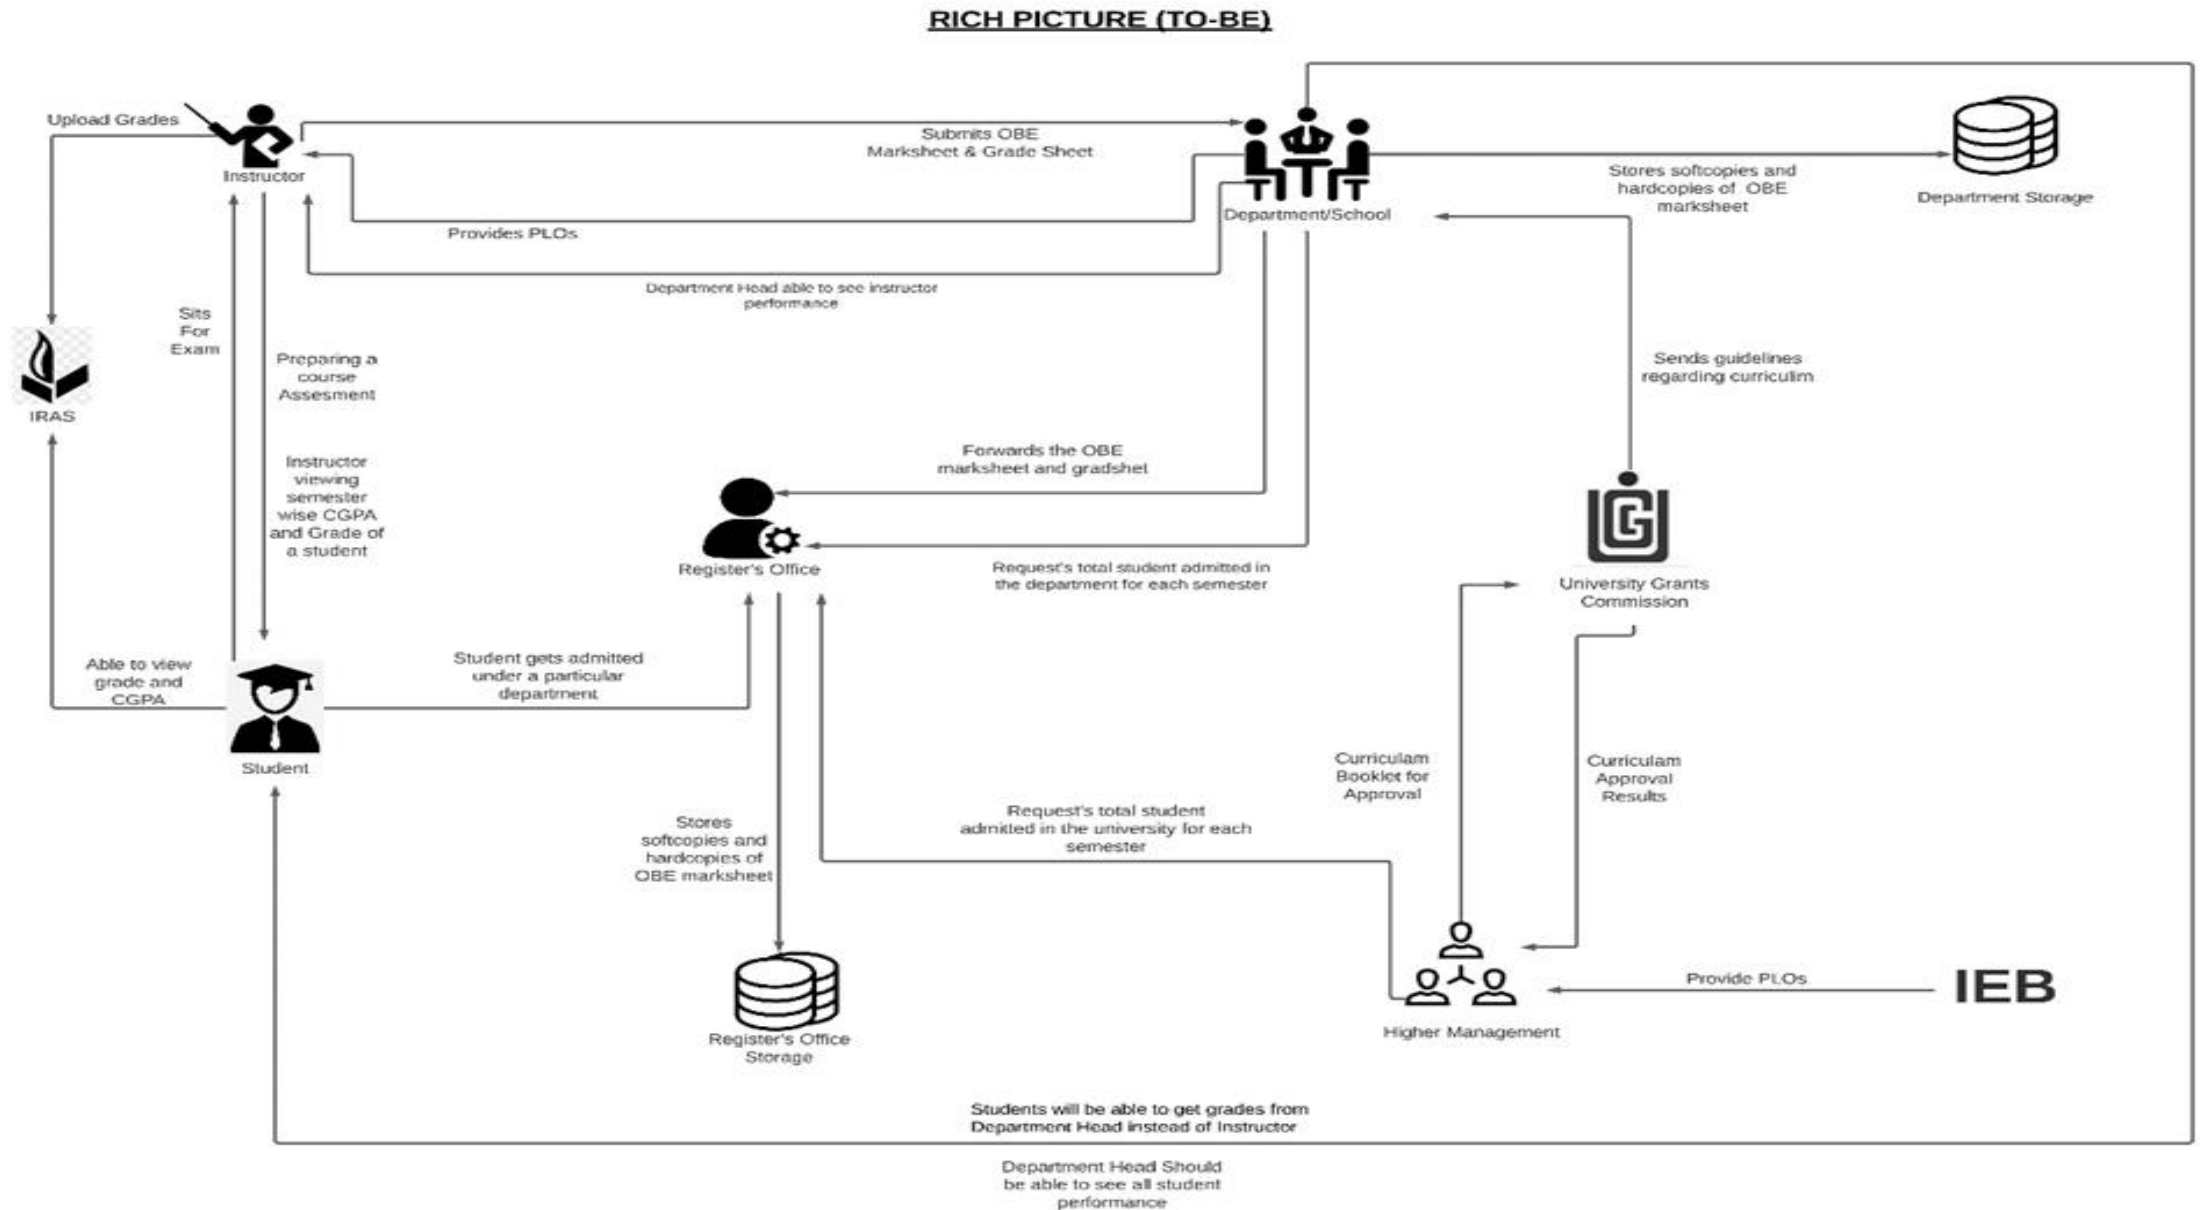 RICH PICTURE (TO-BE)
Upload Grades
Instructor
Submits OBE
Marksheet & Grade Sheet
Provides PLOs
Department Head able to see instructor
performance
Department/School
Stores softcopies and
hardcopies of OBE
marksheet
Department Storage
Sits
For
Exam
Preparing a
course
Assesment
Instructor
viewing
semester
wise CGPA
and Grade of
a student
IRAS
Sends guidelines
regarding curriculim
Forwards the OBE
marksheet and gradshet
Register's Office
Request's total student admitted in
the department for each semester
University Grants
Commission
Able to view
grade and
CGPA
Student gets admitted
under a particular
department
Student
Curriculam
Booklet for
Approval
Curriculam
Approval
Results
Stores
softcopies and
hardcopies of
OBE marksheet
Request's total student
admitted in the university for each
semester
Register's Office
Storage
Higher Management
Provide PLOs
IEB
Students will be able to get grades from
Department Head instead of Instructor
Department Head Should
be able to see all student
performance